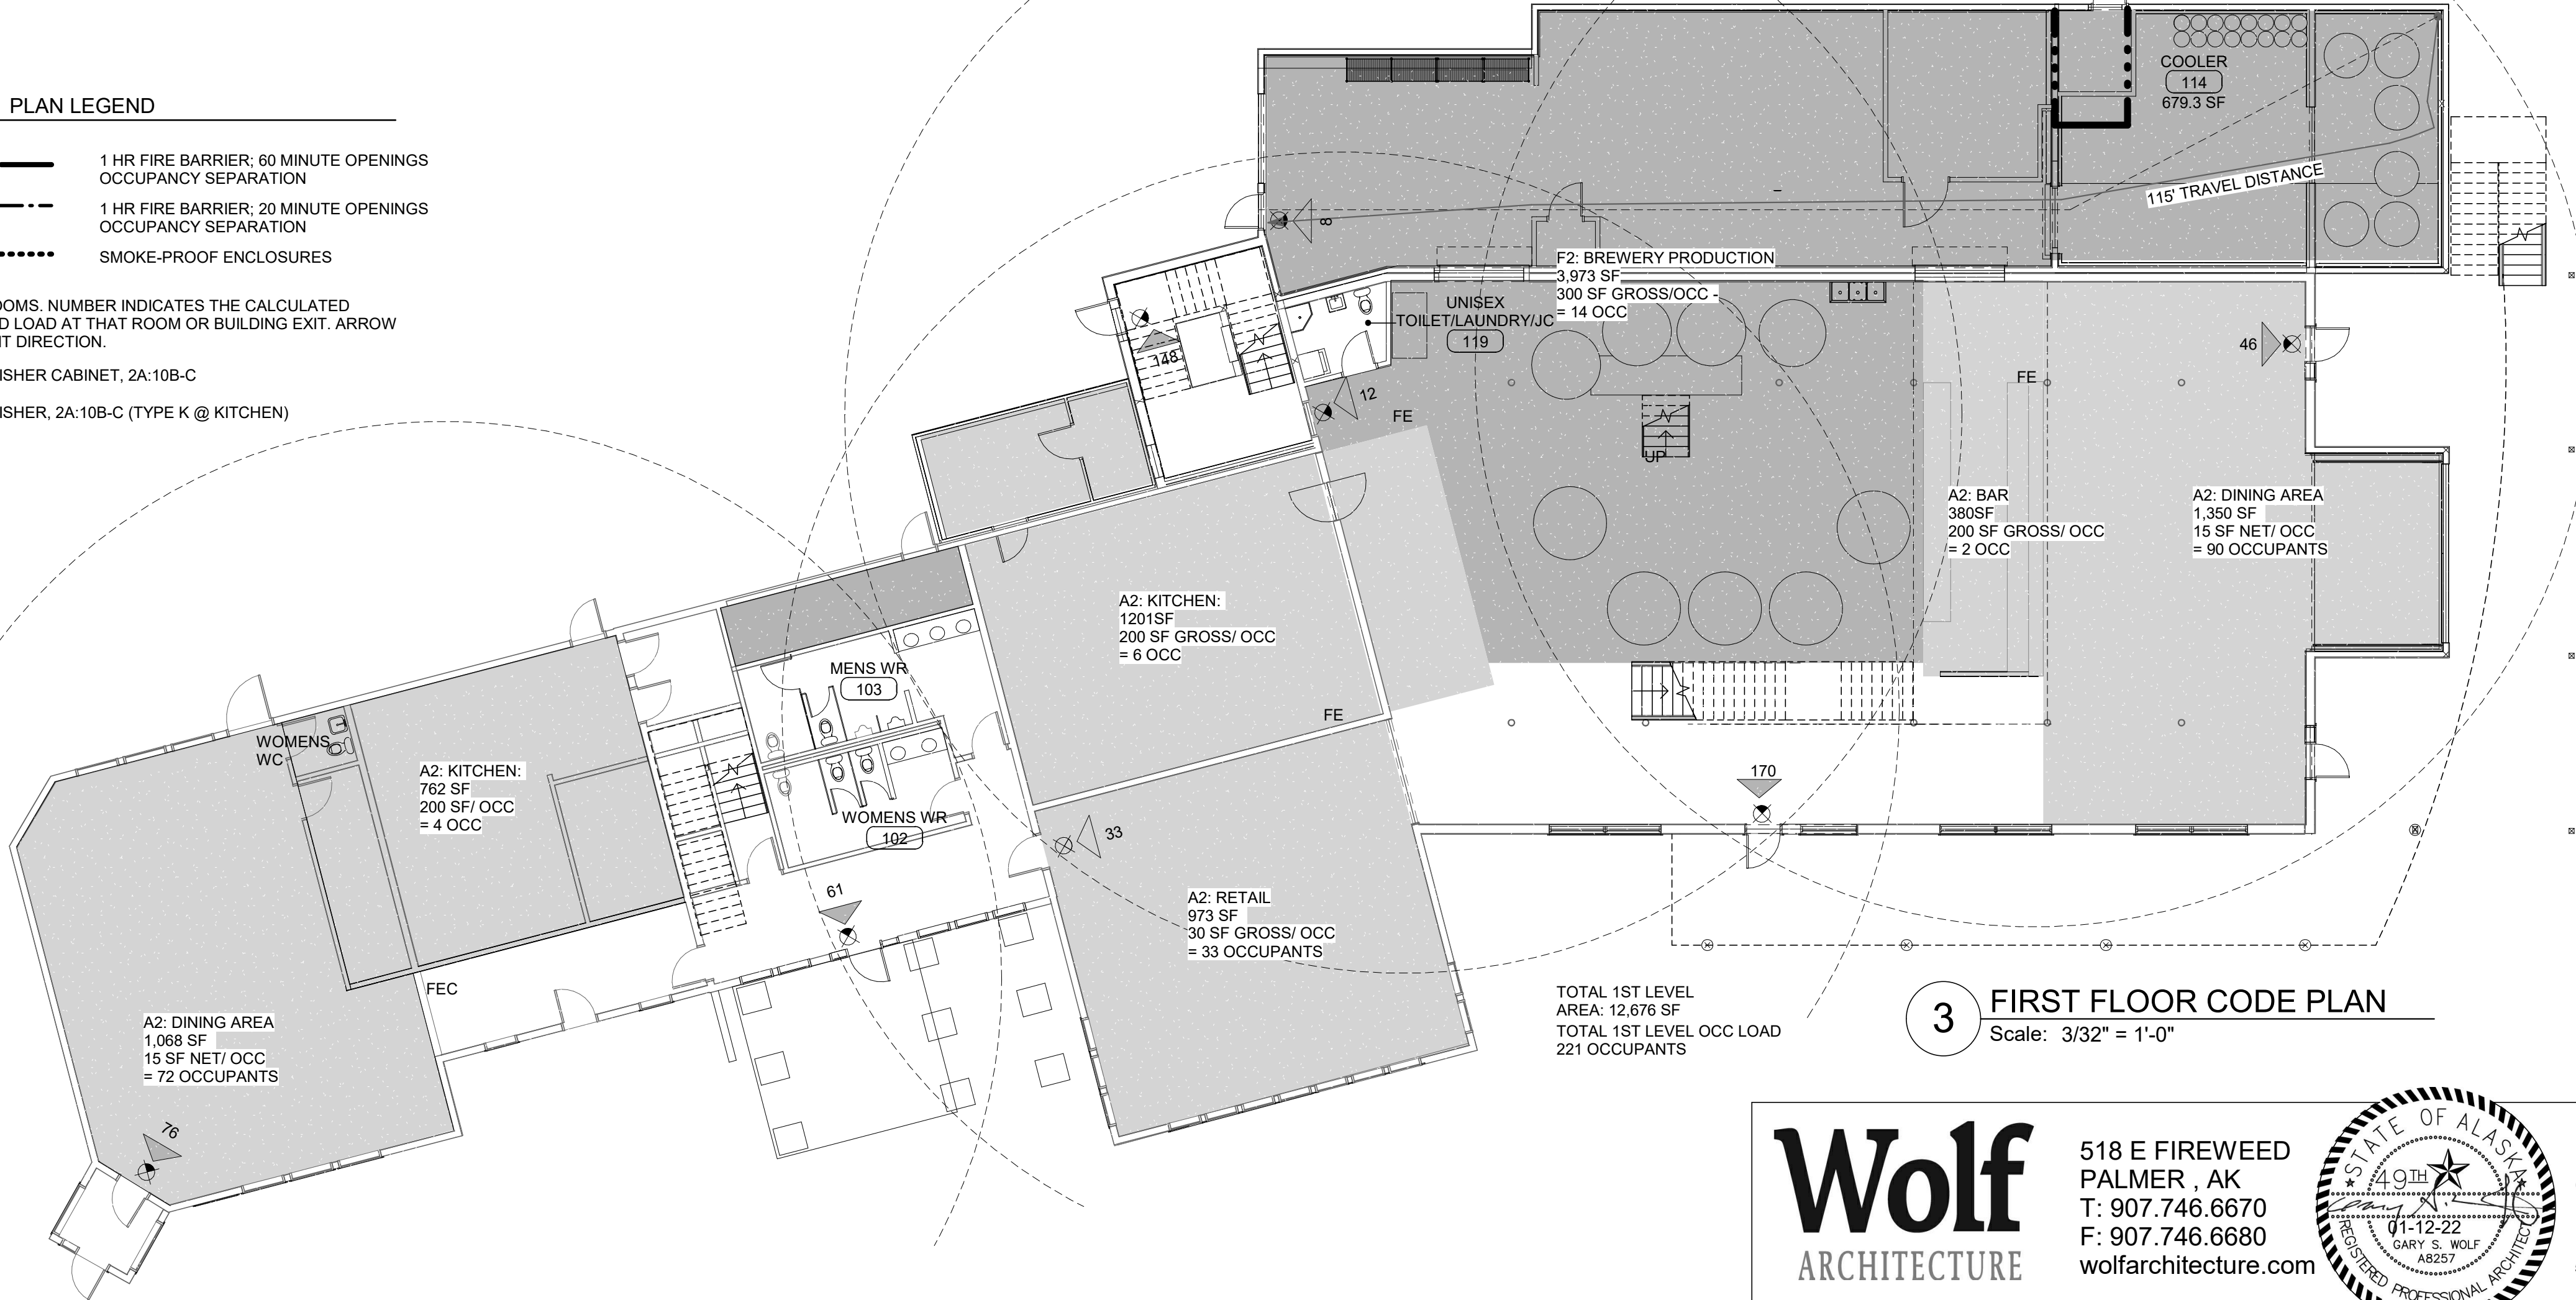 PLAN LEGEND
1 HR FIRE BARRIER; 60 MINUTE OPENINGS
OCCUPANCY SEPARATION
1 HR FIRE BARRIER; 20 MINUTE OPENINGS
OCCUPANCY SEPARATION
SMOKE-PROOF ENCLOSURES
OOMS. NUMBER INDICATES THE CALCULATED
D LOAD AT THAT ROOM OR BUILDING EXIT. ARROW
IT DIRECTION.
ISHER CABINET, 2A:10B-C
ISHER, 2A:10B-C (TYPE K @ KITCHEN)
COOLER
114
679.3 SF
115' TRAVEL DISTANCE
8
F2: BREWERY PRODUCTION
3,973 SF
300 SF GROSS/OCC -
= 14 OCC
UNISEX
TOILET/LAUNDRY/JC
119
148
12
FE
UP
FE
46
A2: BAR
380SF
200 SF GROSS/ OCC
= 2 OCC
A2: DINING AREA
1,350 SF
15 SF NET/ OCC
= 90 OCCUPANTS
A2: KITCHEN:
1201SF
200 SF GROSS/ OCC
= 6 OCC
FE
MENS WR
103
WOMENS WR
102
WOMENS
WC
A2: KITCHEN:
762 SF
200 SF/ OCC
= 4 OCC
170
33
61
A2: RETAIL
973 SF
30 SF GROSS/ OCC
= 33 OCCUPANTS
FEC
A2: DINING AREA
1,068 SF
15 SF NET/ OCC
= 72 OCCUPANTS
76
TOTAL 1ST LEVEL
AREA: 12,676 SF
TOTAL 1ST LEVEL OCC LOAD
221 OCCUPANTS
3
FIRST FLOOR CODE PLAN
Scale: 3/32" = 1'-0"
Wolf
ARCHITECTURE
518 E FIREWEED
PALMER , AK
T: 907.746.6670
F: 907.746.6680
wolfarchitecture.com
STATE OF ALASKA
49TH
01-12-22
GARY S. WOLF
A8257
REGISTERED PROFESSIONAL ARCHITECT